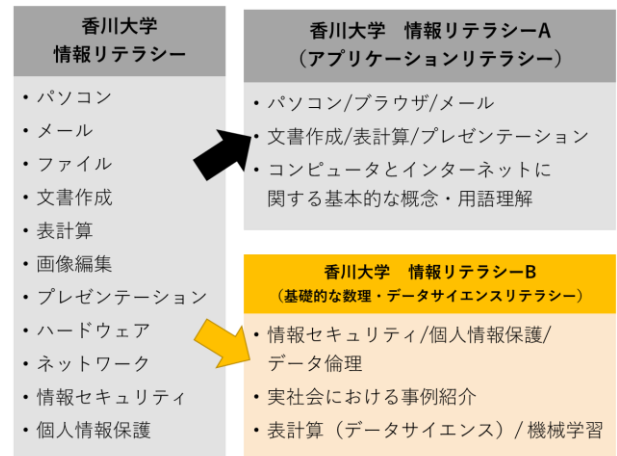 香川大学
情報リテラシー
・パソコン
・メール
・ファイル
・文書作成
・表計算
・画像編集
・プレゼンテーション
・ハードウェア
・ネットワーク
・情報セキュリティ
・個人情報保護
香川大学　情報リテラシーA
（アプリケーションリテラシー）
・パソコン/ブラウザ/メール
・文書作成/表計算/プレゼンテーション
・コンピュータとインターネットに
関する基本的な概念・用語理解
香川大学　情報リテラシーB
（基礎的な数理・データサイエンスリテラシー）
・情報セキュリティ/個人情報保護/
データ倫理
・実社会における事例紹介
・表計算（データサイエンス）/機械学習